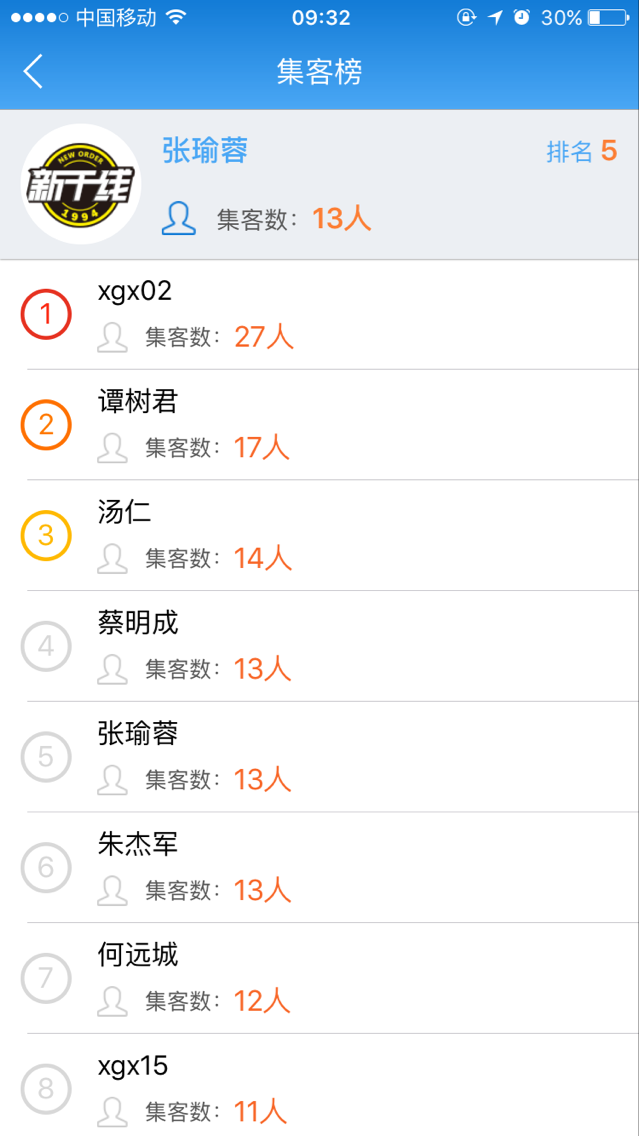 中国移动 09:32 30%
集客榜
NEW ORDER
新干线
1994
张瑜蓉
排名 5
集客数: 13人
1
xgx02
集客数: 27人
2
谭树君
集客数: 17人
3
汤仁
集客数: 14人
4
蔡明成
集客数: 13人
5
张瑜蓉
集客数: 13人
6
朱杰军
集客数: 13人
7
何远城
集客数: 12人
8
xgx15
集客数: 11人